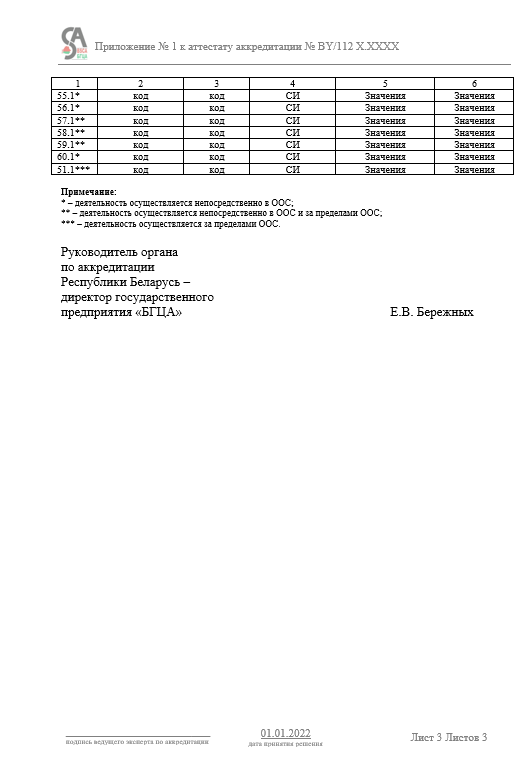 BSCA
БГЦА
Приложение № 1 к аттестату аккредитации № BY/112 X.XXXX
1 2 3 4 5 6
55.1* код код СИ Значения Значения
56.1* код код СИ Значения Значения
57.1** код код СИ Значения Значения
58.1** код код СИ Значения Значения
59.1** код код СИ Значения Значения
60.1* код код СИ Значения Значения
51.1*** код код СИ Значения Значения
Примечание:
* – деятельность осуществляется непосредственно в ООС;
** – деятельность осуществляется непосредственно в ООС и за пределами ООС;
*** – деятельность осуществляется за пределами ООС.
Руководитель органа
по аккредитации
Республики Беларусь –
директор государственного
предприятия «БГЦА» Е.В. Бережных
01.01.2022
подпись ведущего эксперта по аккредитации дата принятия решения Лист 3 Листов 3